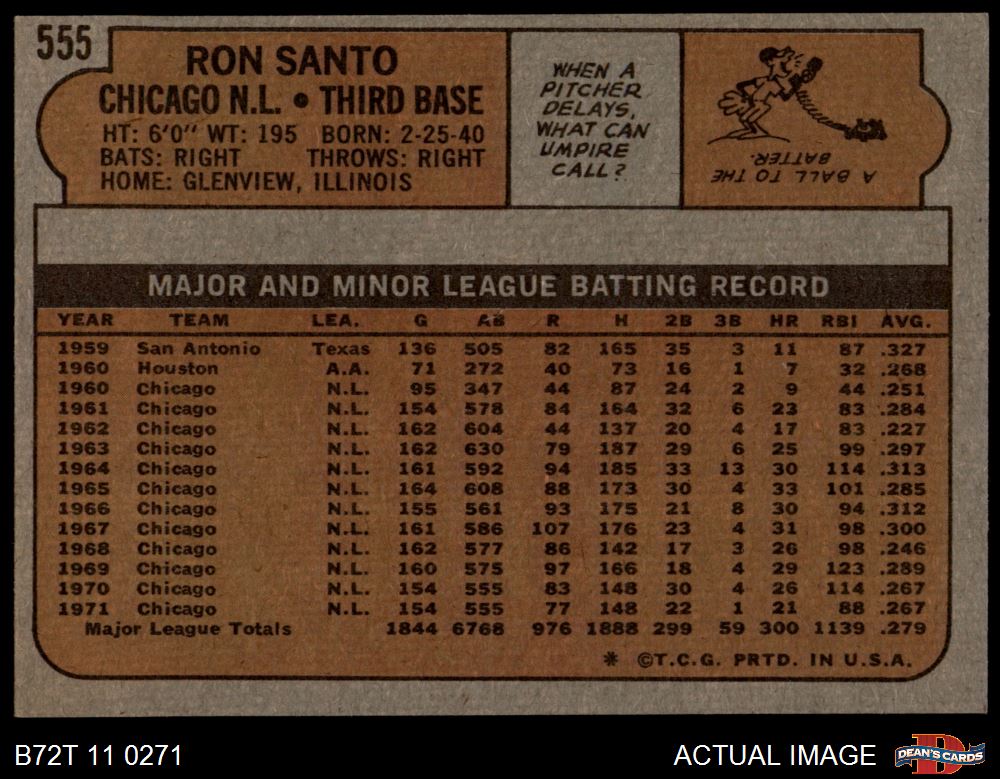 555
RON SANTO
CHICAGO N.L. • THIRD BASE
HT: 6'0" WT: 195 BORN: 2-25-40
BATS: RIGHT THROWS: RIGHT
HOME: GLENVIEW, ILLINOIS
WHEN A
PITCHER
DELAYS,
WHAT CAN
UMPIRE
CALL?
A BALL TO THE
BATTER.
MAJOR AND MINOR LEAGUE BATTING RECORD
YEAR TEAM LEA. G AB R H 2B 3B HR RBI AVG.
1959 San Antonio Texas 136 505 82 165 35 3 11 87 .327
1960 Houston A.A. 71 272 40 73 16 1 7 32 .268
1960 Chicago N.L. 95 347 44 87 24 2 9 44 .251
1961 Chicago N.L. 154 578 84 164 32 6 23 83 .284
1962 Chicago N.L. 162 604 44 137 20 4 17 83 .227
1963 Chicago N.L. 162 630 79 187 29 6 25 99 .297
1964 Chicago N.L. 161 592 94 185 33 13 30 114 .313
1965 Chicago N.L. 164 608 88 173 30 4 33 101 .285
1966 Chicago N.L. 155 561 93 175 21 8 30 94 .312
1967 Chicago N.L. 161 586 107 176 23 4 31 98 .300
1968 Chicago N.L. 162 577 86 142 17 3 26 98 .246
1969 Chicago N.L. 160 575 97 166 18 4 29 123 .289
1970 Chicago N.L. 154 555 83 148 30 4 26 114 .267
1971 Chicago N.L. 154 555 77 148 22 1 21 88 .267
Major League Totals 1844 6768 976 1888 299 59 300 1139 .279
* ©T.C.G. PRTD. IN U.S.A.
B72T 11 0271
ACTUAL IMAGE
DEAN'S CARDS